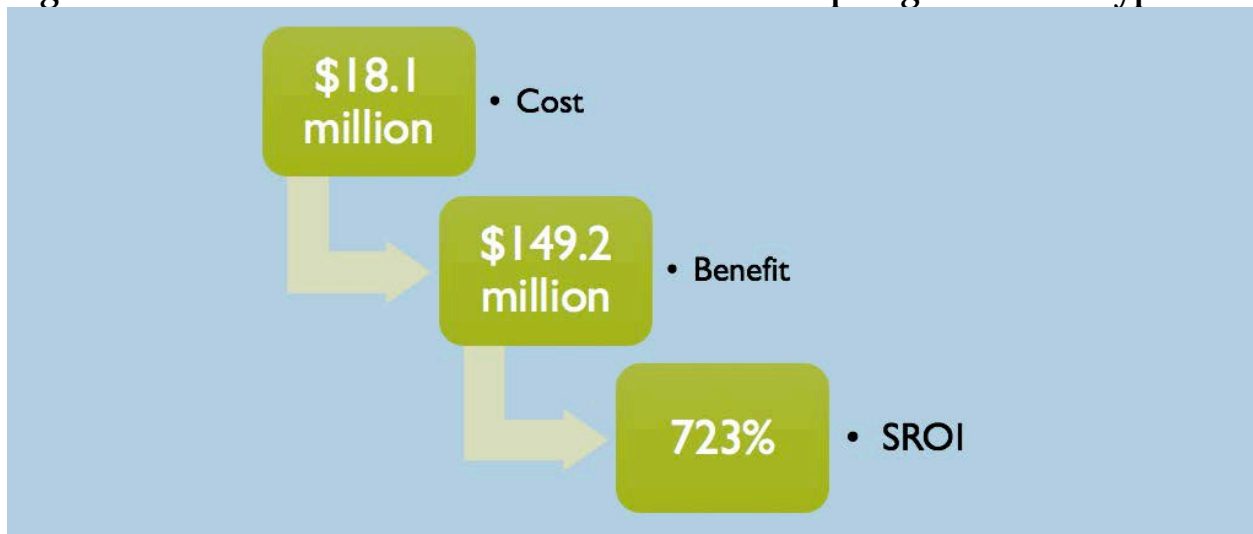 $18.1
million
• Cost
$149.2
million
• Benefit
723%
• SROI